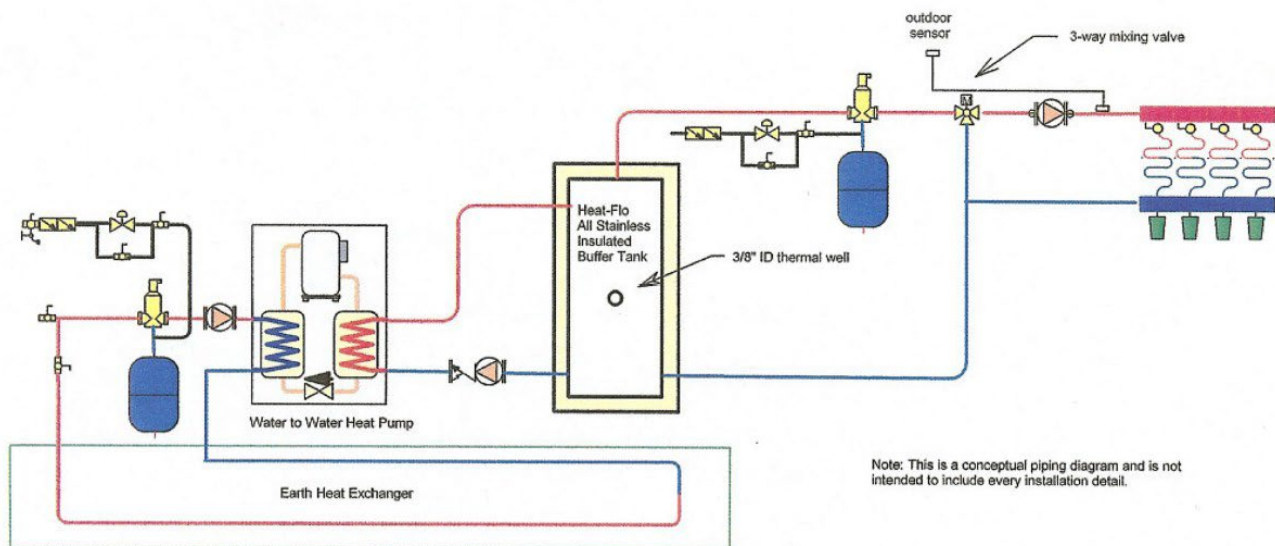 outdoor
sensor
3-way mixing valve
M
Heat-Flo
All Stainless
Insulated
Buffer Tank
3/8" ID thermal well
Water to Water Heat Pump
Earth Heat Exchanger
Note: This is a conceptual piping diagram and is not
intended to include every installation detail.